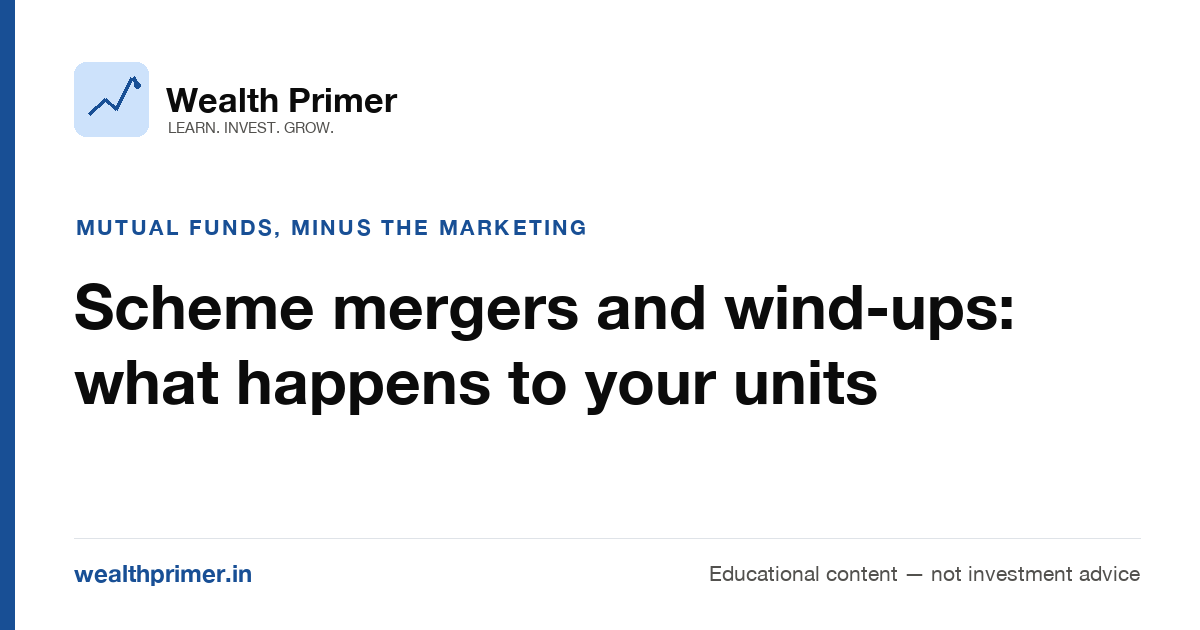 Wealth Primer
LEARN. INVEST. GROW.
MUTUAL FUNDS, MINUS THE MARKETING
Scheme mergers and wind-ups:
what happens to your units
wealthprimer.in
Educational content — not investment advice